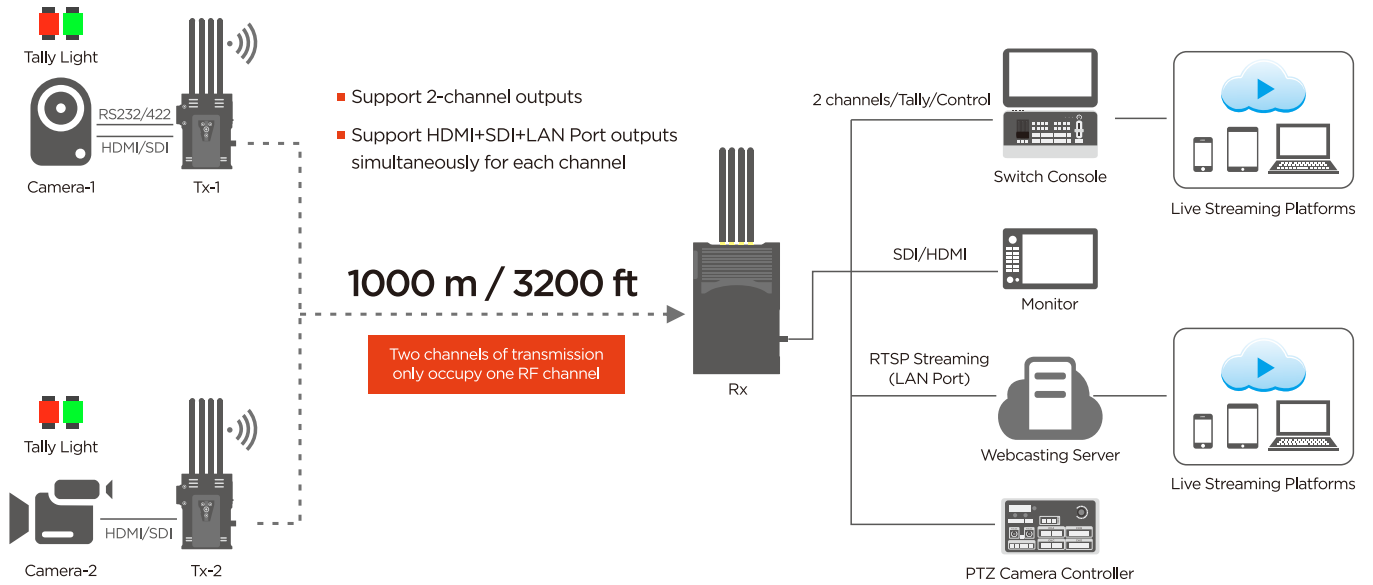 Tally Light
RS232/422
HDMI/SDI
Camera-1
Tx-1
Support 2-channel outputs
Support HDMI+SDI+LAN Port outputs
simultaneously for each channel
1000 m / 3200 ft
Two channels of transmission
only occupy one RF channel
Tally Light
HDMI/SDI
Camera-2
Tx-2
Rx
2 channels/Tally/Control
Switch Console
Live Streaming Platforms
SDI/HDMI
Monitor
RTSP Streaming
(LAN Port)
Webcasting Server
Live Streaming Platforms
PTZ Camera Controller